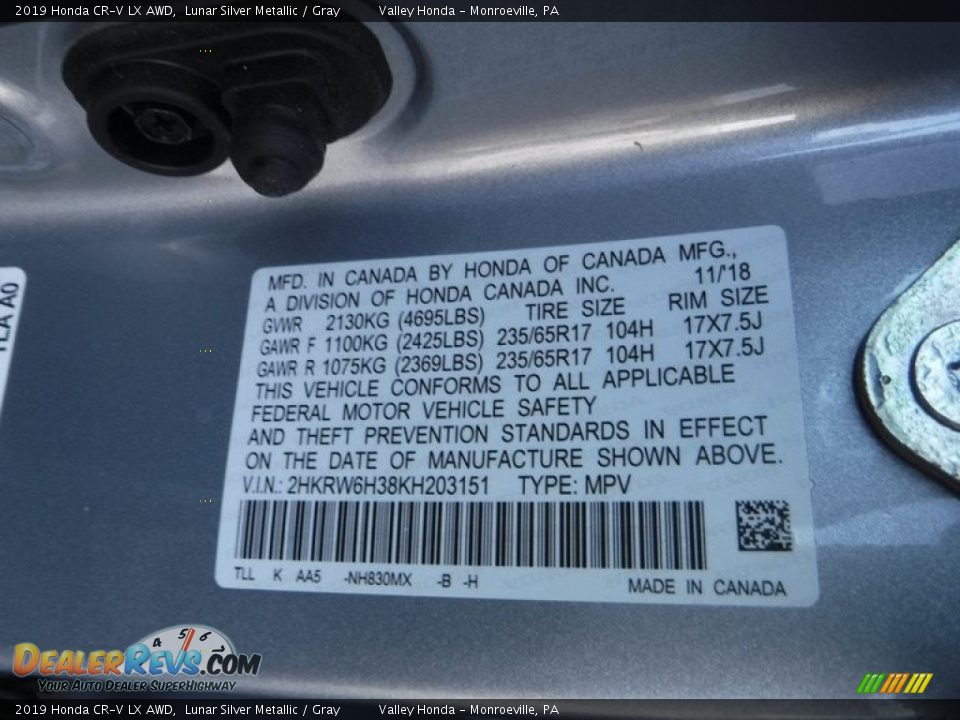 2019 Honda CR-V LX AWD,  Lunar Silver Metallic / Gray    Valley Honda - Monroeville, PA
TLA A0
MFD. IN CANADA BY HONDA OF CANADA MFG.,
A DIVISION OF HONDA CANADA INC. 11/'18
GVWR 2130KG (4695LBS) TIRE SIZE RIM SIZE
GAWR F 1100KG (2425LBS) 235/65R17 104H 17X7.5J
GAWR R 1075KG (2369LBS) 235/65R17 104H 17X7.5J
THIS VEHICLE CONFORMS TO ALL APPLICABLE
FEDERAL MOTOR VEHICLE SAFETY
AND THEFT PREVENTION STANDARDS IN EFFECT
ON THE DATE OF MANUFACTURE SHOWN ABOVE.
V.I.N.: 2HKRW6H38KH203151 TYPE: MPV
TLL K AA5 -NH830MX -B -H
MADE IN CANADA
4 5 6
DEALERREVS.COM
YOUR AUTO DEALER SUPERHIGHWAY
2019 Honda CR-V LX AWD,  Lunar Silver Metallic / Gray    Valley Honda - Monroeville, PA